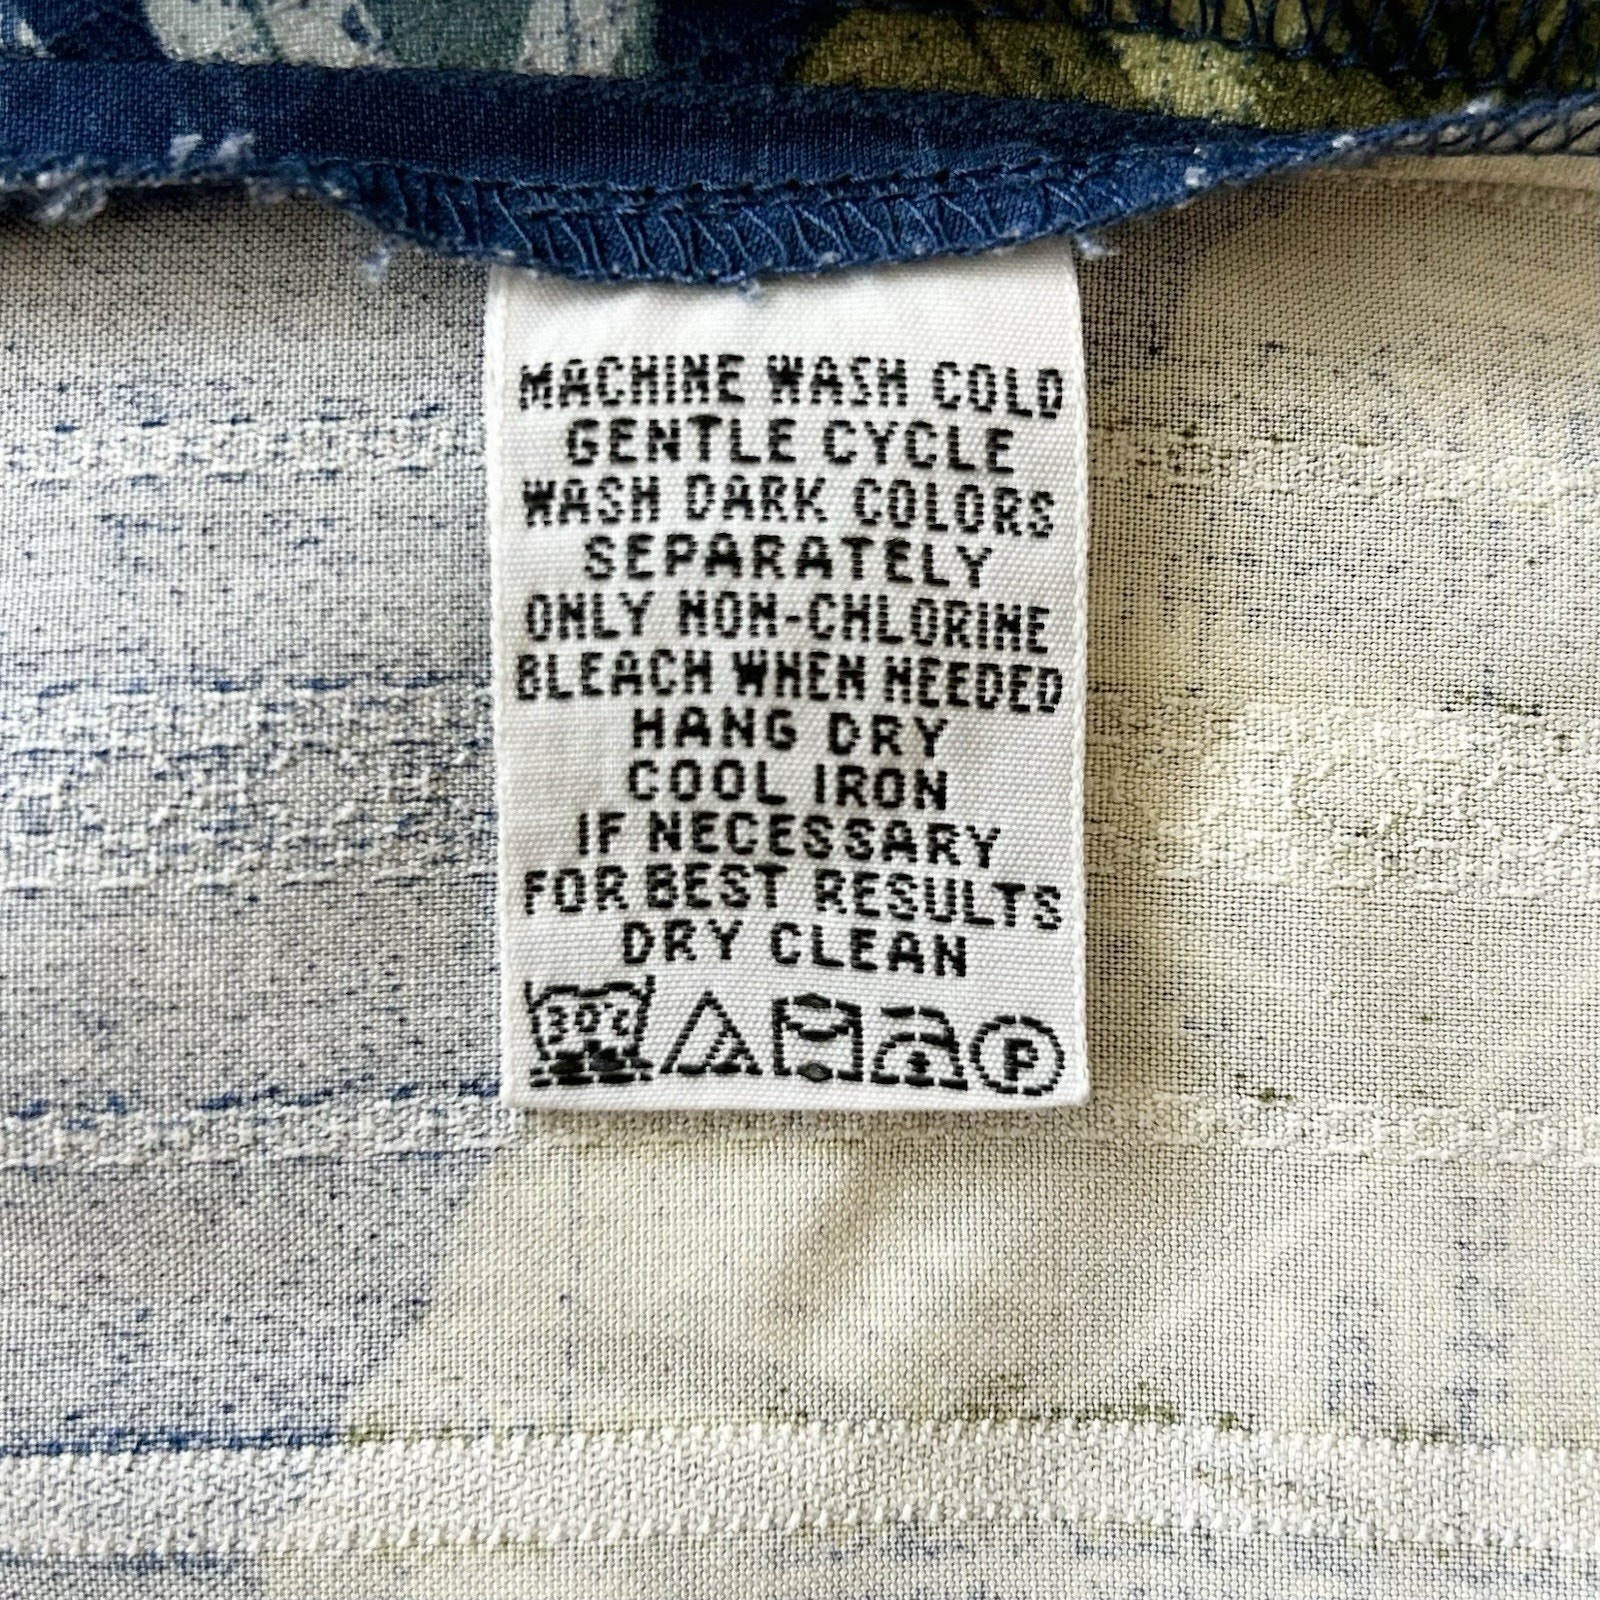 MACHINE WASH COLD
GENTLE CYCLE
WASH DARK COLORS
SEPARATELY
ONLY NON-CHLORINE
BLEACH WHEN NEEDED
HANG DRY
COOL IRON
IF NECESSARY
FOR BEST RESULTS
DRY CLEAN
30°C P